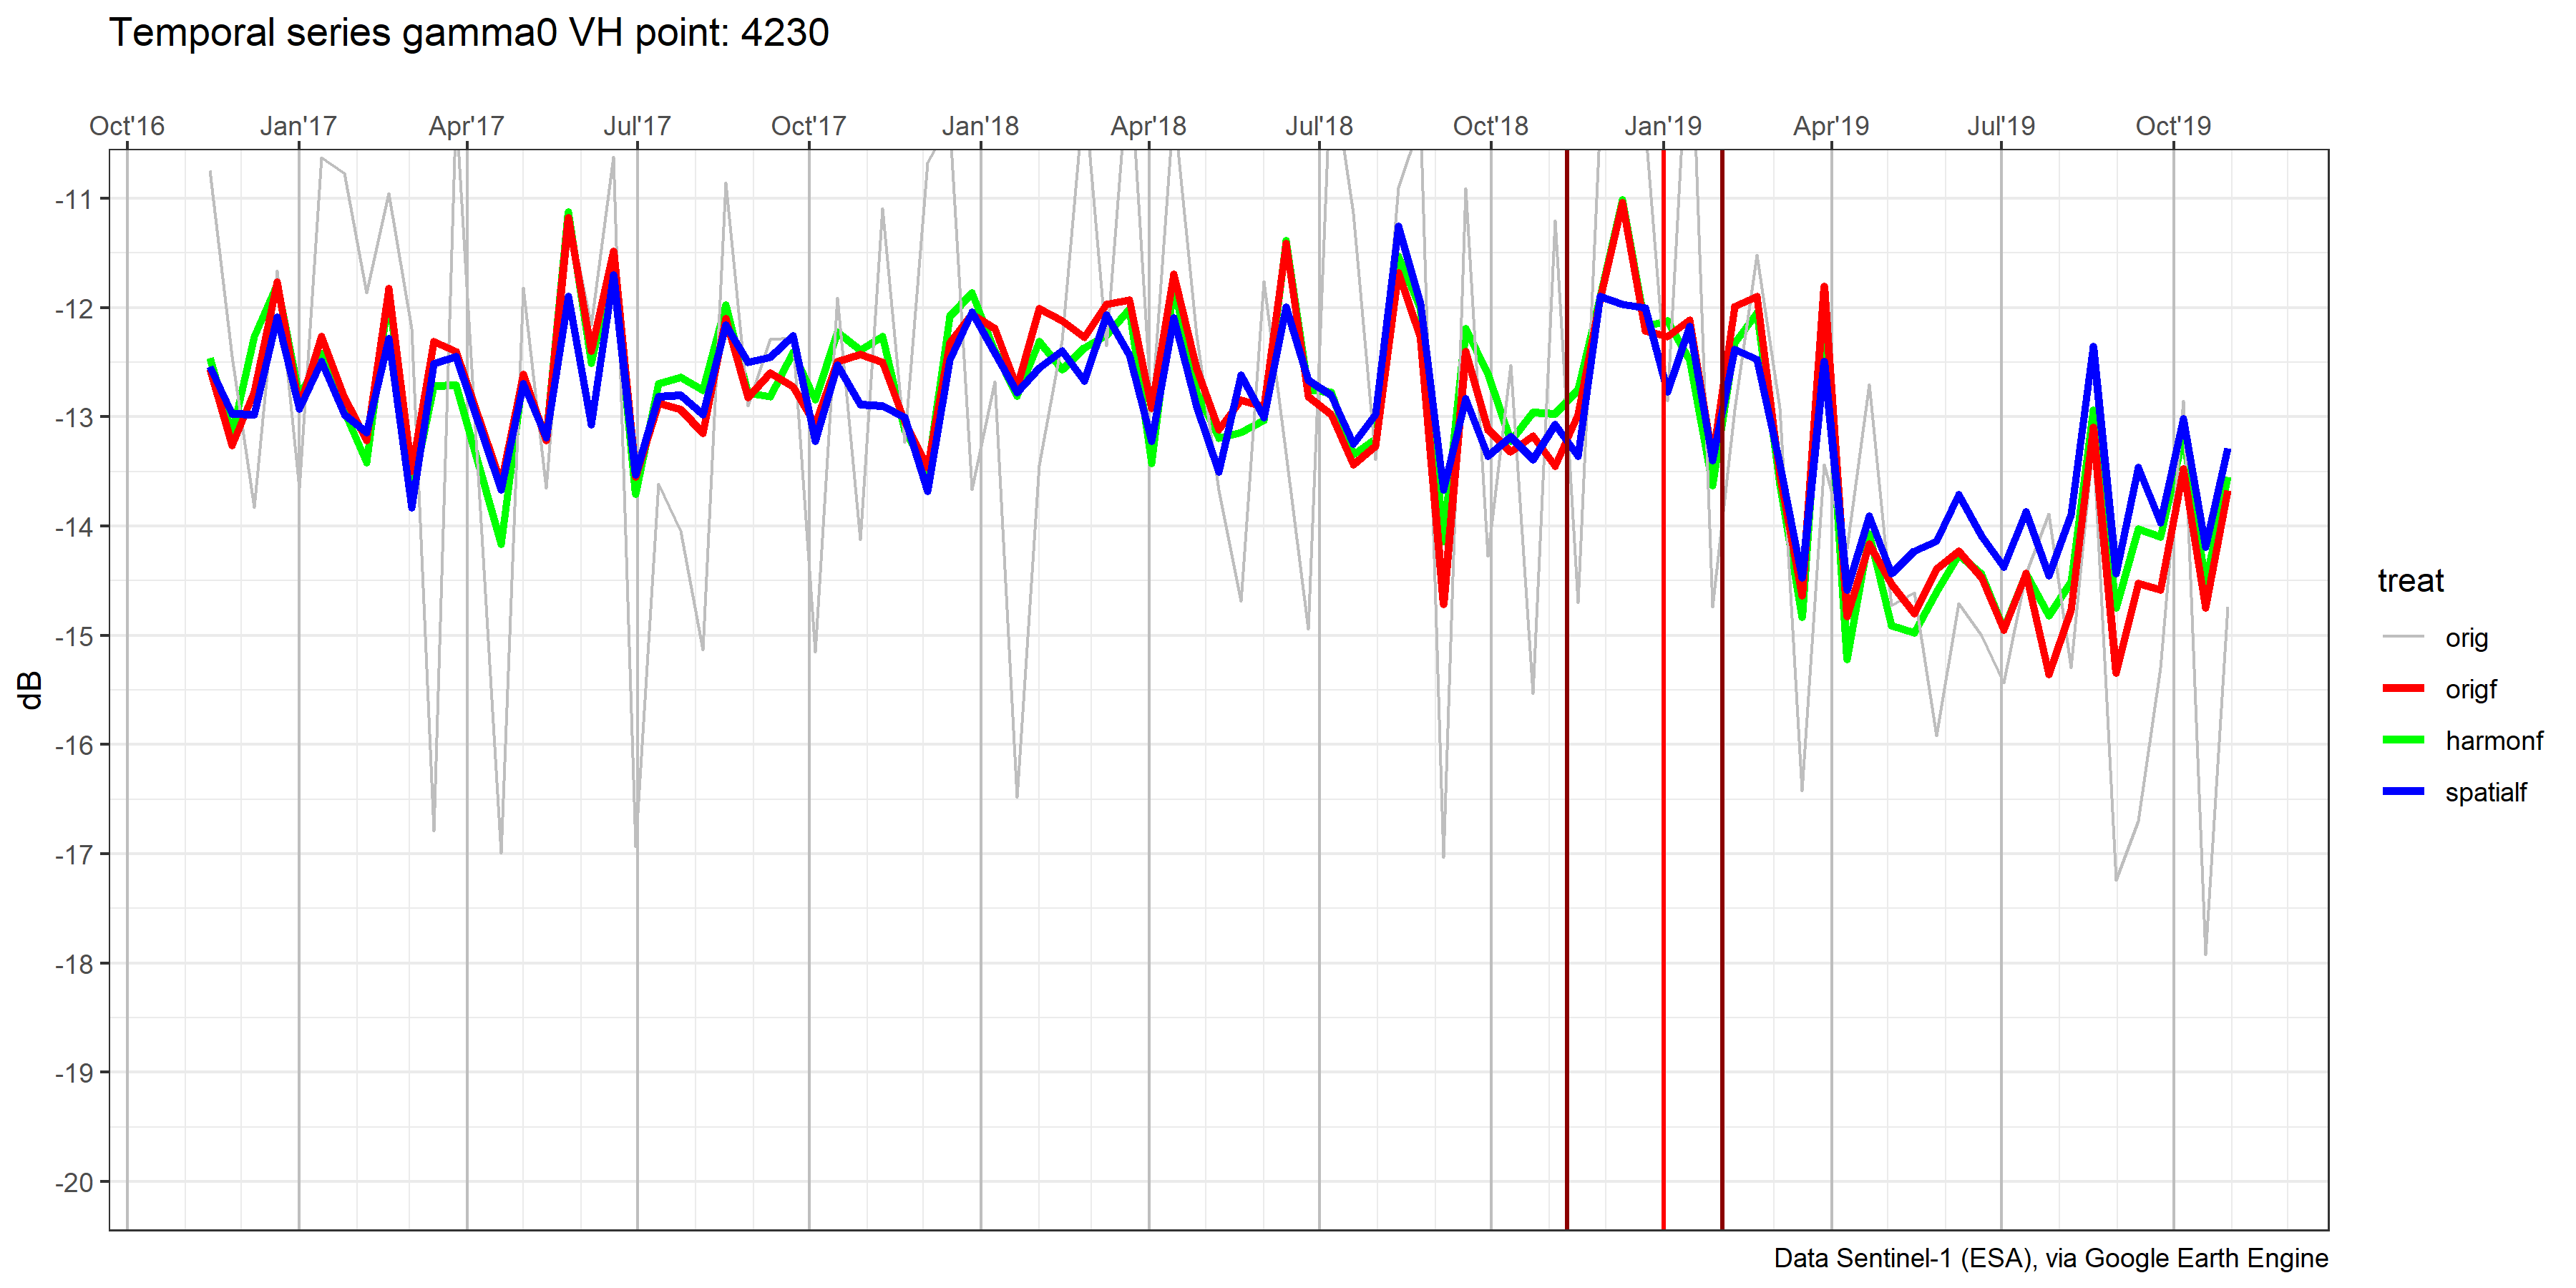 Temporal series gamma0 VH point: 4230
Oct'16 Jan'17 Apr'17 Jul'17 Oct'17 Jan'18 Apr'18 Jul'18 Oct'18 Jan'19 Apr'19 Jul'19 Oct'19
-11
-12
-13
-14
-15
-16
-17
-18
-19
-20
dB
treat
orig
origf
harmonf
spatialf
Data Sentinel-1 (ESA), via Google Earth Engine